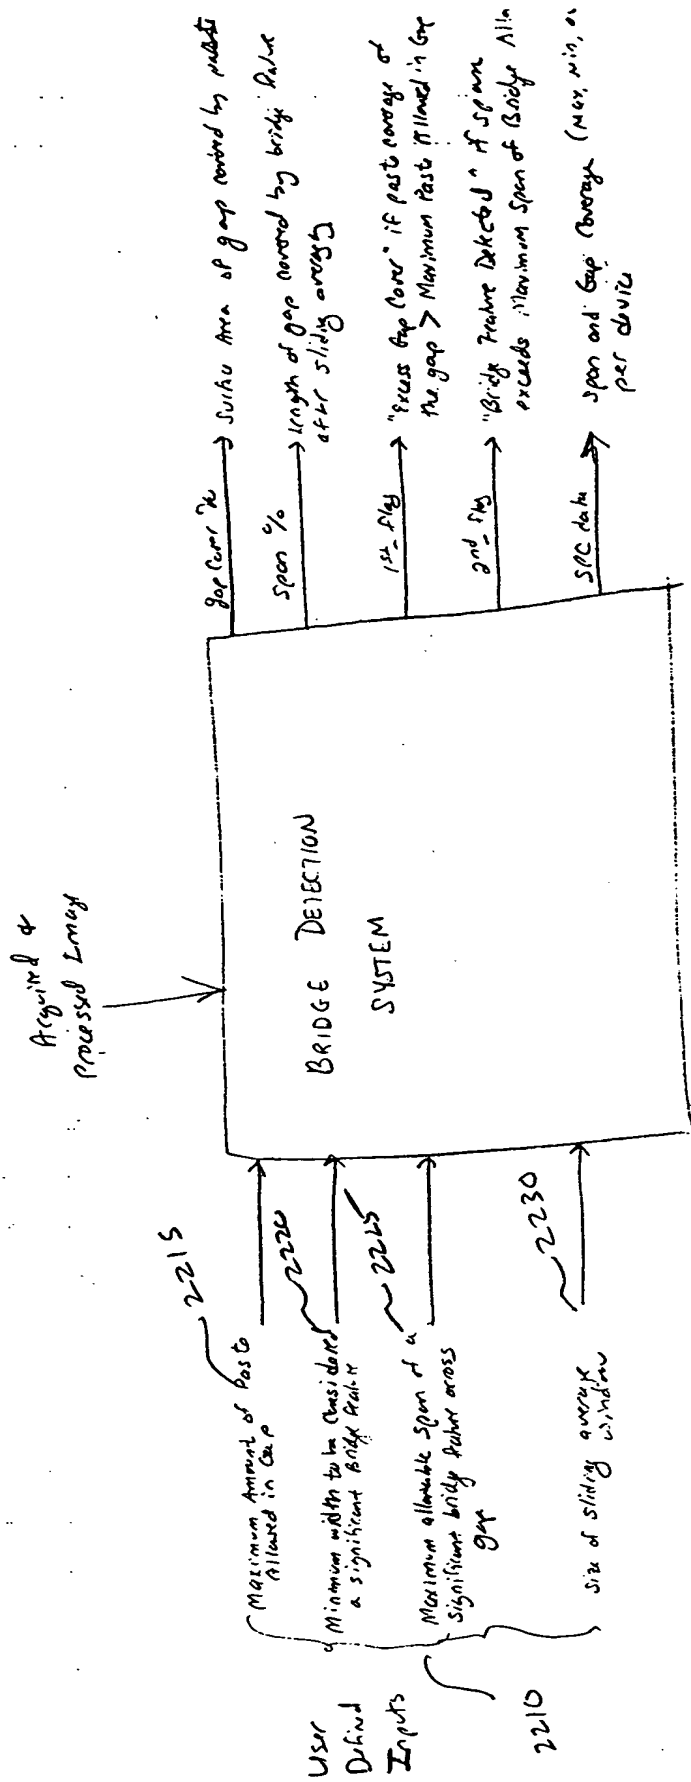 Acquired &
Processed Image
BRIDGE DETECTION
SYSTEM
User
Defined
Inputs
2210
Maximum Amount of Paste
Allowed in Gap
2215
Minimum width to be Considered
a significant Bridge Feature
2220
Maximum allowable Span of a
significant bridge feature across
gap
2225
Size of sliding average
window
2230
gap Cover %
Surface Area of gap covered by
Span %
length of gap covered by bridge feature
after sliding average
1st flag
"Excess Gap Cover" if paste coverage of
the gap > Maximum Paste Allowed in Gap
2nd flag
"Bridge Feature Detected" if span
exceeds Maximum Span of Bridge Allo
SPC data
Span and Gap Coverage (Max, Min,
per device